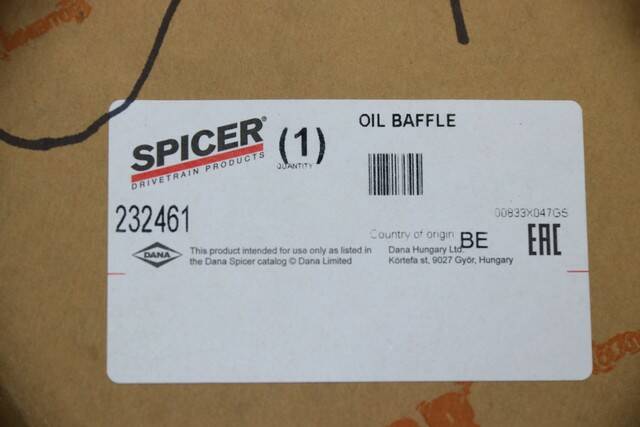 SPICER®
DRIVETRAIN PRODUCTS
(1)
QUANTITY
OIL BAFFLE
232461
00833X047GS
Country of origin BE
EAC
DANA
This product intended for use only as listed in
the Dana Spicer catalog © Dana Limited
Dana Hungary Ltd.
Körtefa st, 9027 Győr, Hungary